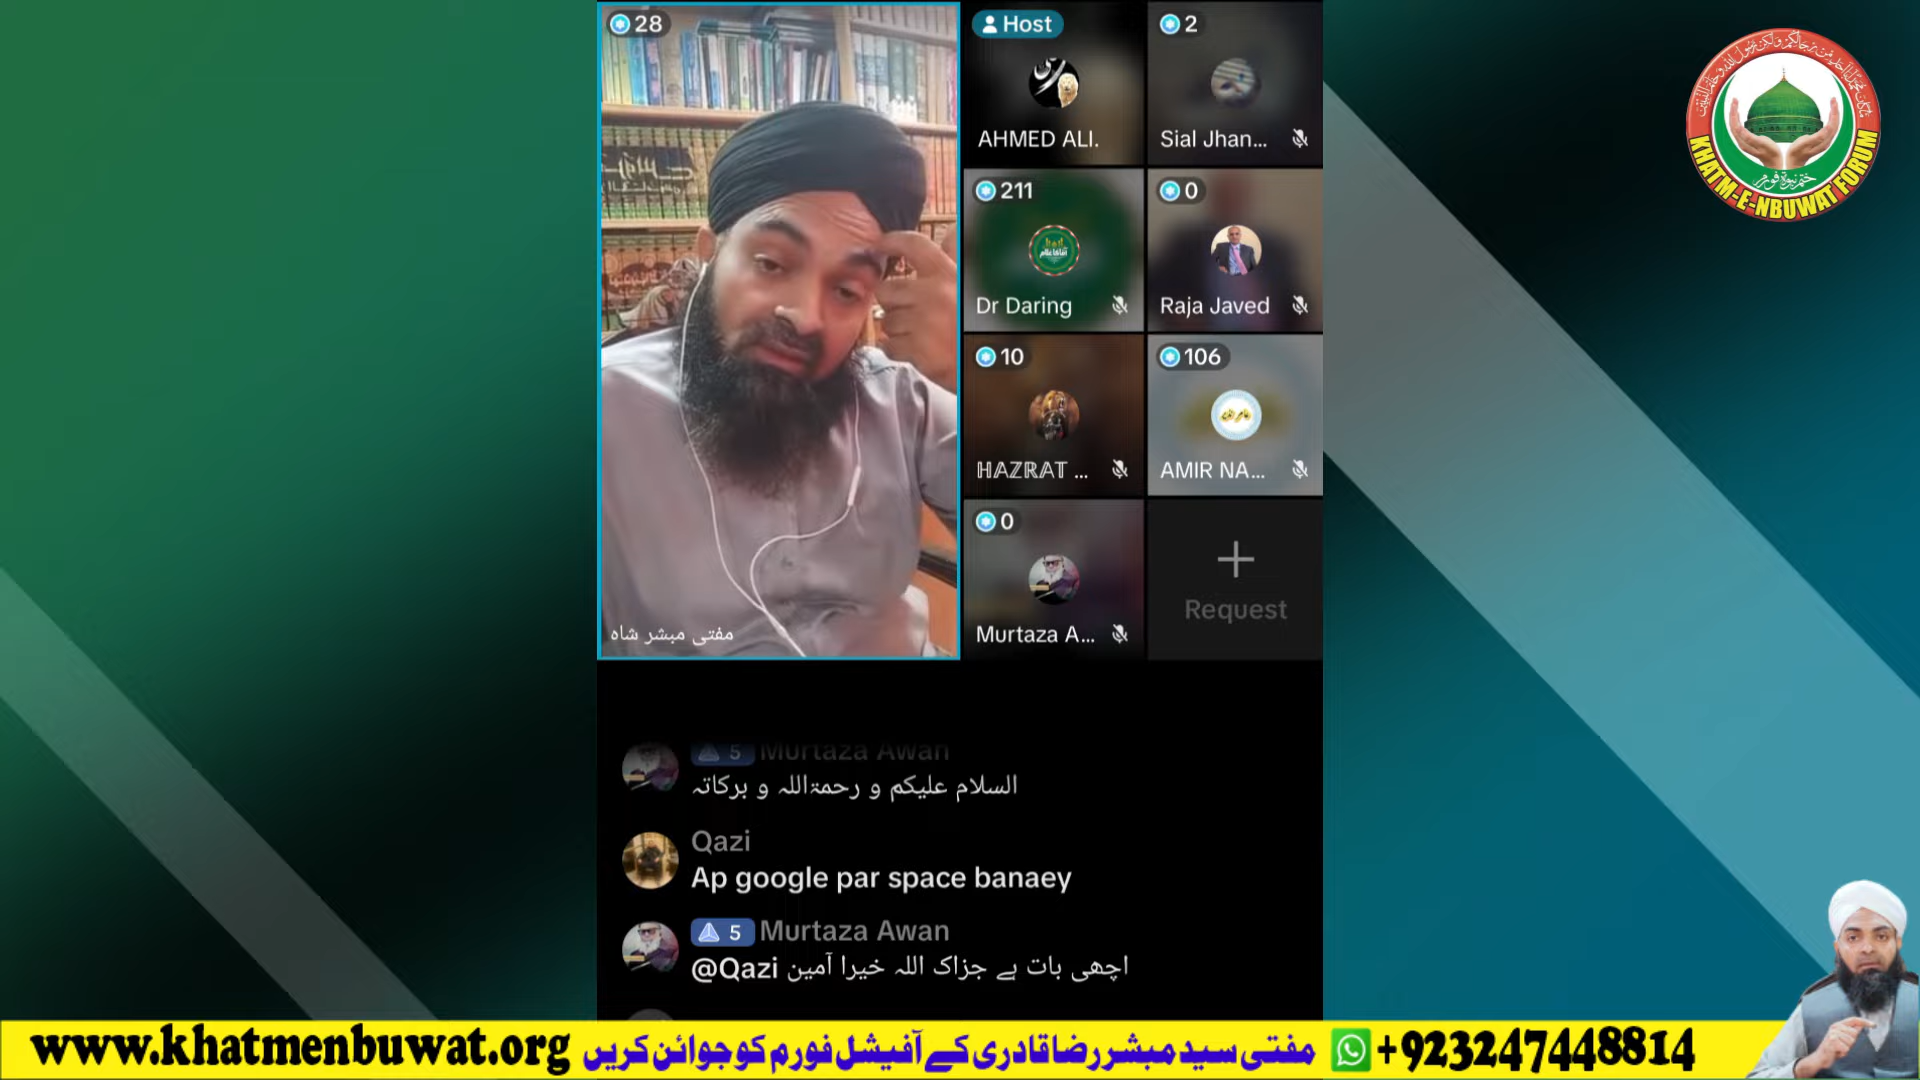 28
Host
AHMED ALI.
2
Sial Jhan...
211
Dr Daring
0
Raja Javed
10
HAZRAT ...
106
AMIR NA...
0
Murtaza A...
Request
مفتی مبشر شاہ
5 Murtaza Awan
السلام علیکم و رحمۃاللہ و برکاتہ
Qazi
Ap google par space banaey
5 Murtaza Awan
@Qazi اچھی بات ہے جزاک اللہ خیرا آمین
KHATM-E-NBUWAT FORUM
ختم نبوۃ فورم
www.khatmenbuwat.org مفتی سید مبشر رضا قادری کے آفیشل فورم کو جوائن کریں +923247448814